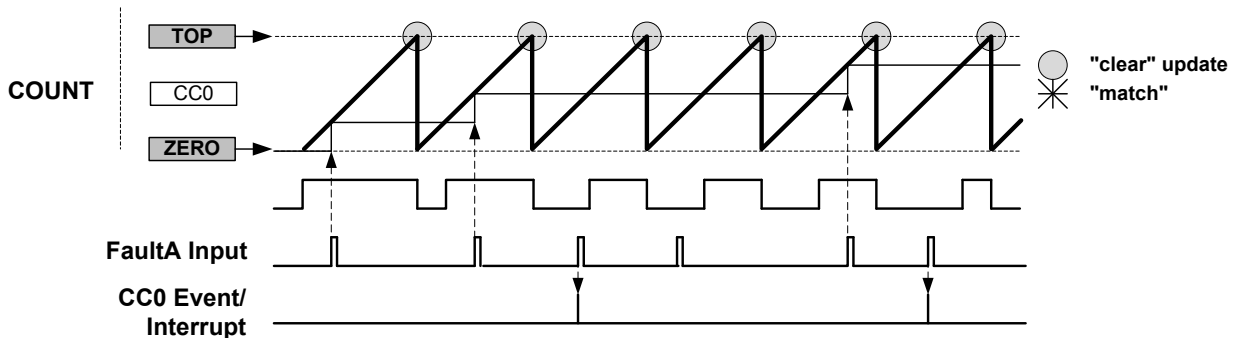 TOP
COUNT
CC0
ZERO
"clear" update
"match"
FaultA Input
CC0 Event/
Interrupt